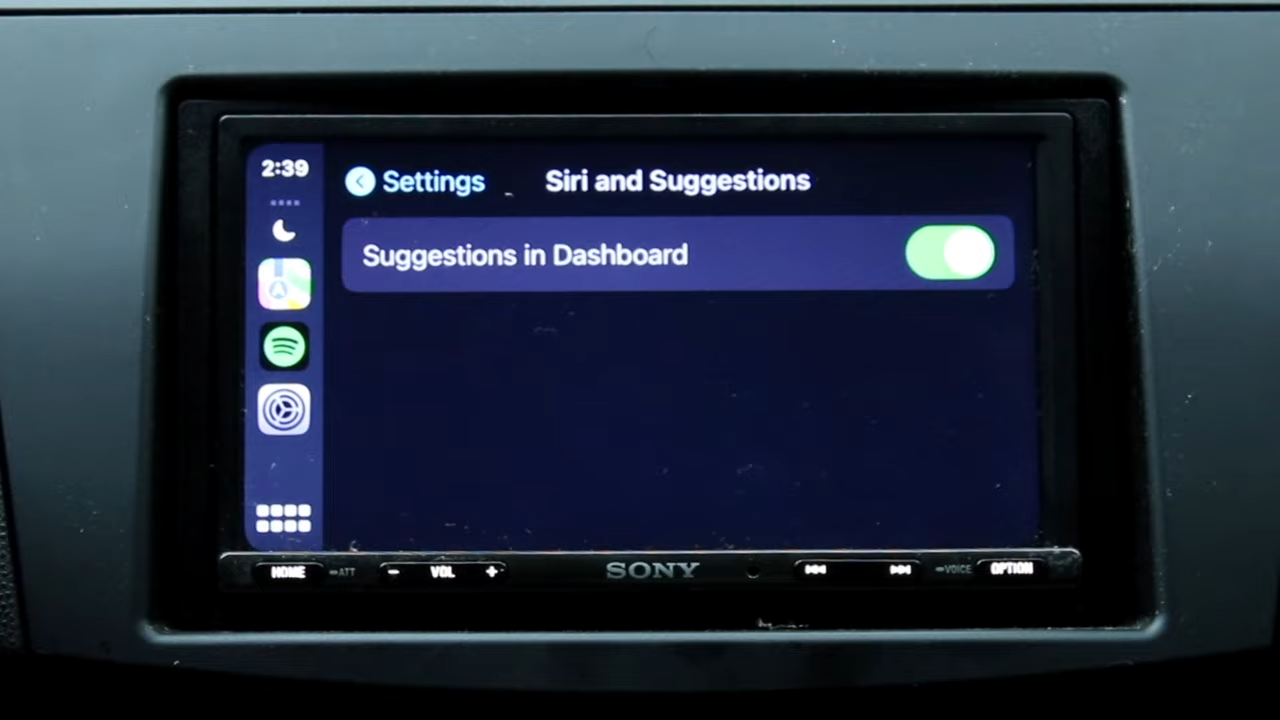 2:39
Settings
Siri and Suggestions
Suggestions in Dashboard
HOME ATT - VOL + SONY VOICE OPTION